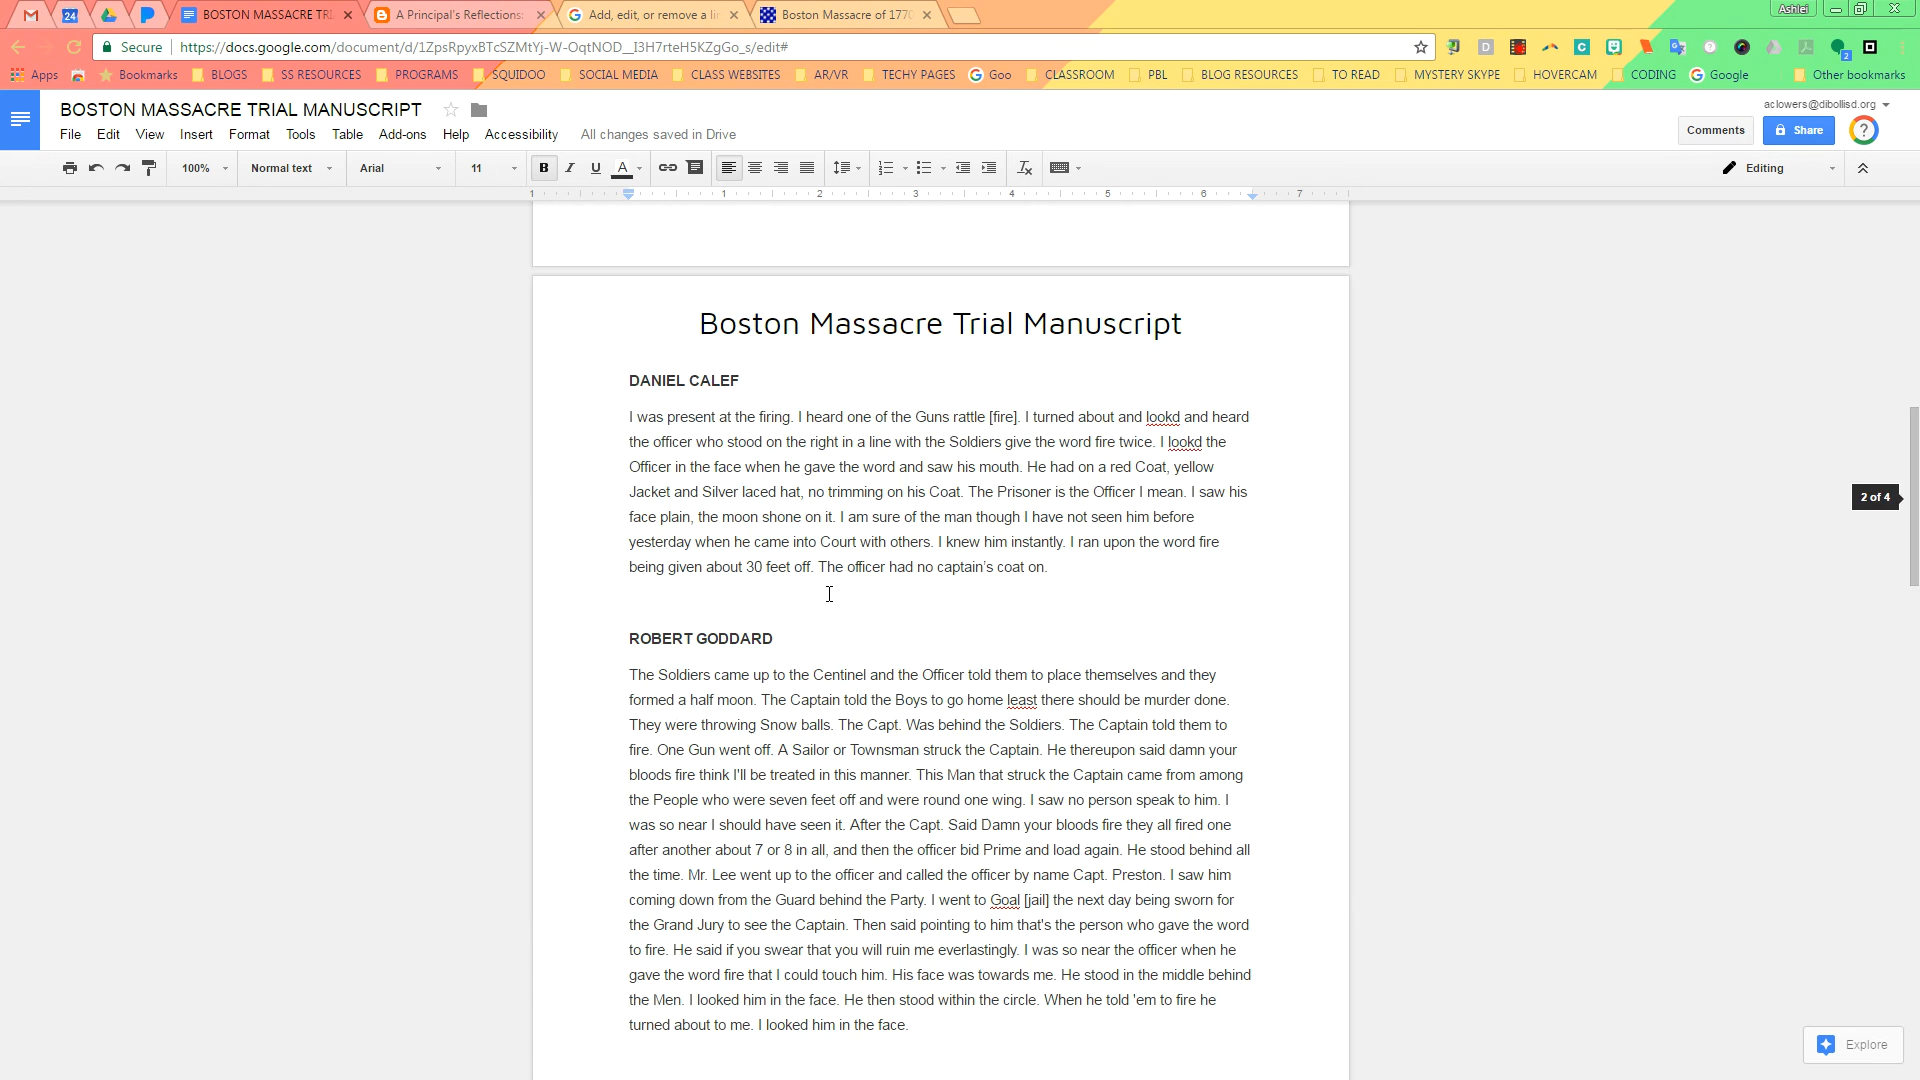 24
BOSTON MASSACRE TRI
A Principal's Reflections:
Add, edit, or remove a lin
Boston Massacre of 1770
Ashlei
Secure
https://docs.google.com/document/d/1ZpsRpyxBTcSZMtYj-W-OqtNOD__I3H7rteH5KZgGo_s/edit#
Apps
Bookmarks
BLOGS
SS RESOURCES
PROGRAMS
SQUIDOO
SOCIAL MEDIA
CLASS WEBSITES
AR/VR
TECHY PAGES
Goo
CLASSROOM
PBL
BLOG RESOURCES
TO READ
MYSTERY SKYPE
HOVERCAM
CODING
Google
Other bookmarks
BOSTON MASSACRE TRIAL MANUSCRIPT
aclowers@dibollisd.org
File Edit View Insert Format Tools Table Add-ons Help Accessibility All changes saved in Drive
Comments
Share
100% Normal text Arial 11 B I U A Editing
1 1 2 3 4 5 6 7
Boston Massacre Trial Manuscript
DANIEL CALEF
I was present at the firing. I heard one of the Guns rattle [fire]. I turned about and lookd and heard
the officer who stood on the right in a line with the Soldiers give the word fire twice. I lookd the
Officer in the face when he gave the word and saw his mouth. He had on a red Coat, yellow
Jacket and Silver laced hat, no trimming on his Coat. The Prisoner is the Officer I mean. I saw his
face plain, the moon shone on it. I am sure of the man though I have not seen him before
yesterday when he came into Court with others. I knew him instantly. I ran upon the word fire
being given about 30 feet off. The officer had no captain's coat on.
2 of 4
ROBERT GODDARD
The Soldiers came up to the Centinel and the Officer told them to place themselves and they
formed a half moon. The Captain told the Boys to go home least there should be murder done.
They were throwing Snow balls. The Capt. Was behind the Soldiers. The Captain told them to
fire. One Gun went off. A Sailor or Townsman struck the Captain. He thereupon said damn your
bloods fire think I'll be treated in this manner. This Man that struck the Captain came from among
the People who were seven feet off and were round one wing. I saw no person speak to him. I
was so near I should have seen it. After the Capt. Said Damn your bloods fire they all fired one
after another about 7 or 8 in all, and then the officer bid Prime and load again. He stood behind all
the time. Mr. Lee went up to the officer and called the officer by name Capt. Preston. I saw him
coming down from the Guard behind the Party. I went to Goal [jail] the next day being sworn for
the Grand Jury to see the Captain. Then said pointing to him that's the person who gave the word
to fire. He said if you swear that you will ruin me everlastingly. I was so near the officer when he
gave the word fire that I could touch him. His face was towards me. He stood in the middle behind
the Men. I looked him in the face. He then stood within the circle. When he told 'em to fire he
turned about to me. I looked him in the face.
Explore